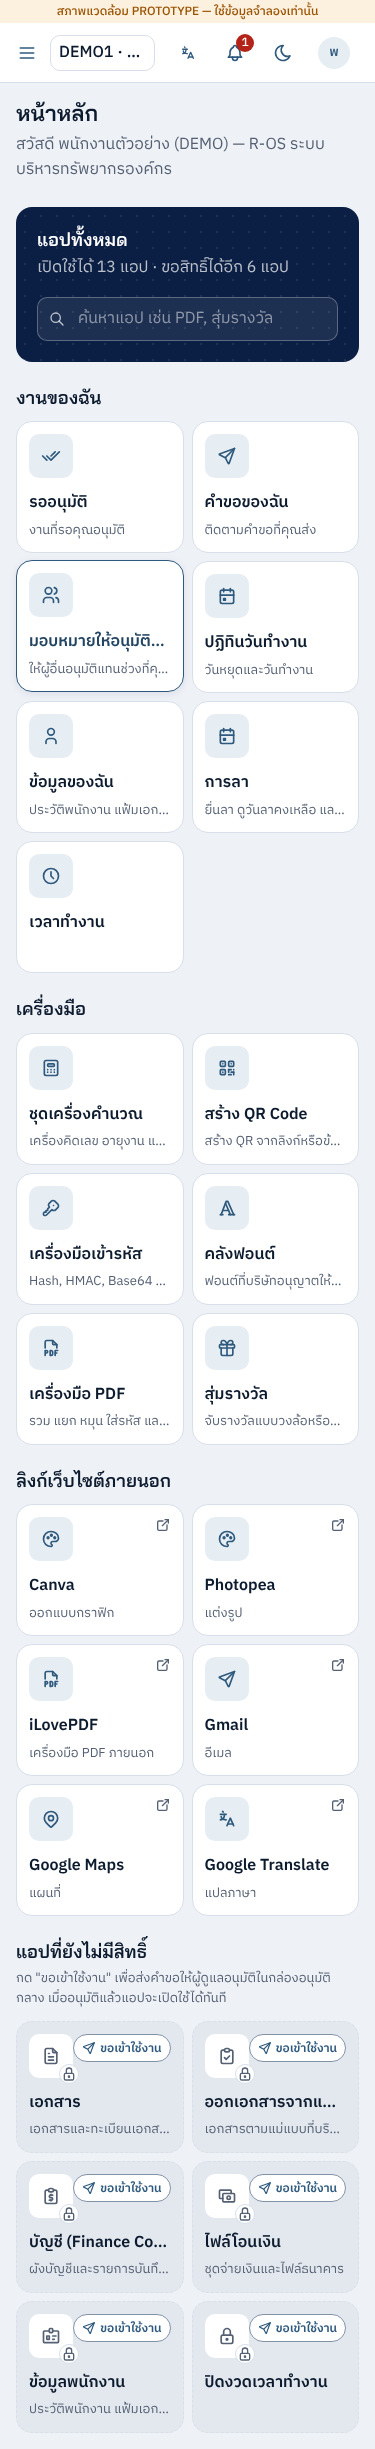 สภาพแวดล้อม PROTOTYPE — ใช้ข้อมูลจำลองเท่านั้น
DEMO1 · ...
1
พ
หน้าหลัก
สวัสดี พนักงานตัวอย่าง (DEMO) — R-OS ระบบ
บริหารทรัพยากรองค์กร
แอปทั้งหมด
เปิดใช้ได้ 13 แอป · ขอสิทธิ์ได้อีก 6 แอป
ค้นหาแอป เช่น PDF, สุ่มรางวัล
งานของฉัน
รออนุมัติ
งานที่รอคุณอนุมัติ
คำขอของฉัน
ติดตามคำขอที่คุณส่ง
มอบหมายให้อนุมัติ...
ให้ผู้อื่นอนุมัติแทนช่วงที่คุ...
ปฏิทินวันทำงาน
วันหยุดและวันทำงาน
ข้อมูลของฉัน
ประวัติพนักงาน แฟ้มเอก...
การลา
ยื่นลา ดูวันลาคงเหลือ แล...
เวลาทำงาน
เครื่องมือ
ชุดเครื่องคำนวณ
เครื่องคิดเลข อายุงาน แ...
สร้าง QR Code
สร้าง QR จากลิงก์หรือข้...
เครื่องมือเข้ารหัส
Hash, HMAC, Base64 ...
คลังฟอนต์
ฟอนต์ที่บริษัทอนุญาตให้...
PDF
เครื่องมือ PDF
รวม แยก หมุน ใส่รหัส แล...
สุ่มรางวัล
จับรางวัลแบบวงล้อหรือ...
ลิงก์เว็บไซต์ภายนอก
Canva
ออกแบบกราฟิก
Photopea
แต่งรูป
PDF
iLovePDF
เครื่องมือ PDF ภายนอก
Gmail
อีเมล
Google Maps
แผนที่
Google Translate
แปลภาษา
แอปที่ยังไม่มีสิทธิ์
กด "ขอเข้าใช้งาน" เพื่อส่งคำขอให้ผู้ดูแลอนุมัติในกล่องอนุมัติ
กลาง เมื่ออนุมัติแล้วแอปจะเปิดใช้ได้ทันที
ขอเข้าใช้งาน
เอกสาร
เอกสารและทะเบียนเอกส...
ขอเข้าใช้งาน
ออกเอกสารจากแ...
เอกสารตามแม่แบบที่บริ...
ขอเข้าใช้งาน
บัญชี (Finance Co...
ผังบัญชีและรายการบันทึ...
ขอเข้าใช้งาน
ไฟล์โอนเงิน
ชุดจ่ายเงินและไฟล์ธนาคาร
ขอเข้าใช้งาน
ข้อมูลพนักงาน
ประวัติพนักงาน แฟ้มเอก...
ขอเข้าใช้งาน
ปิดงวดเวลาทำงาน